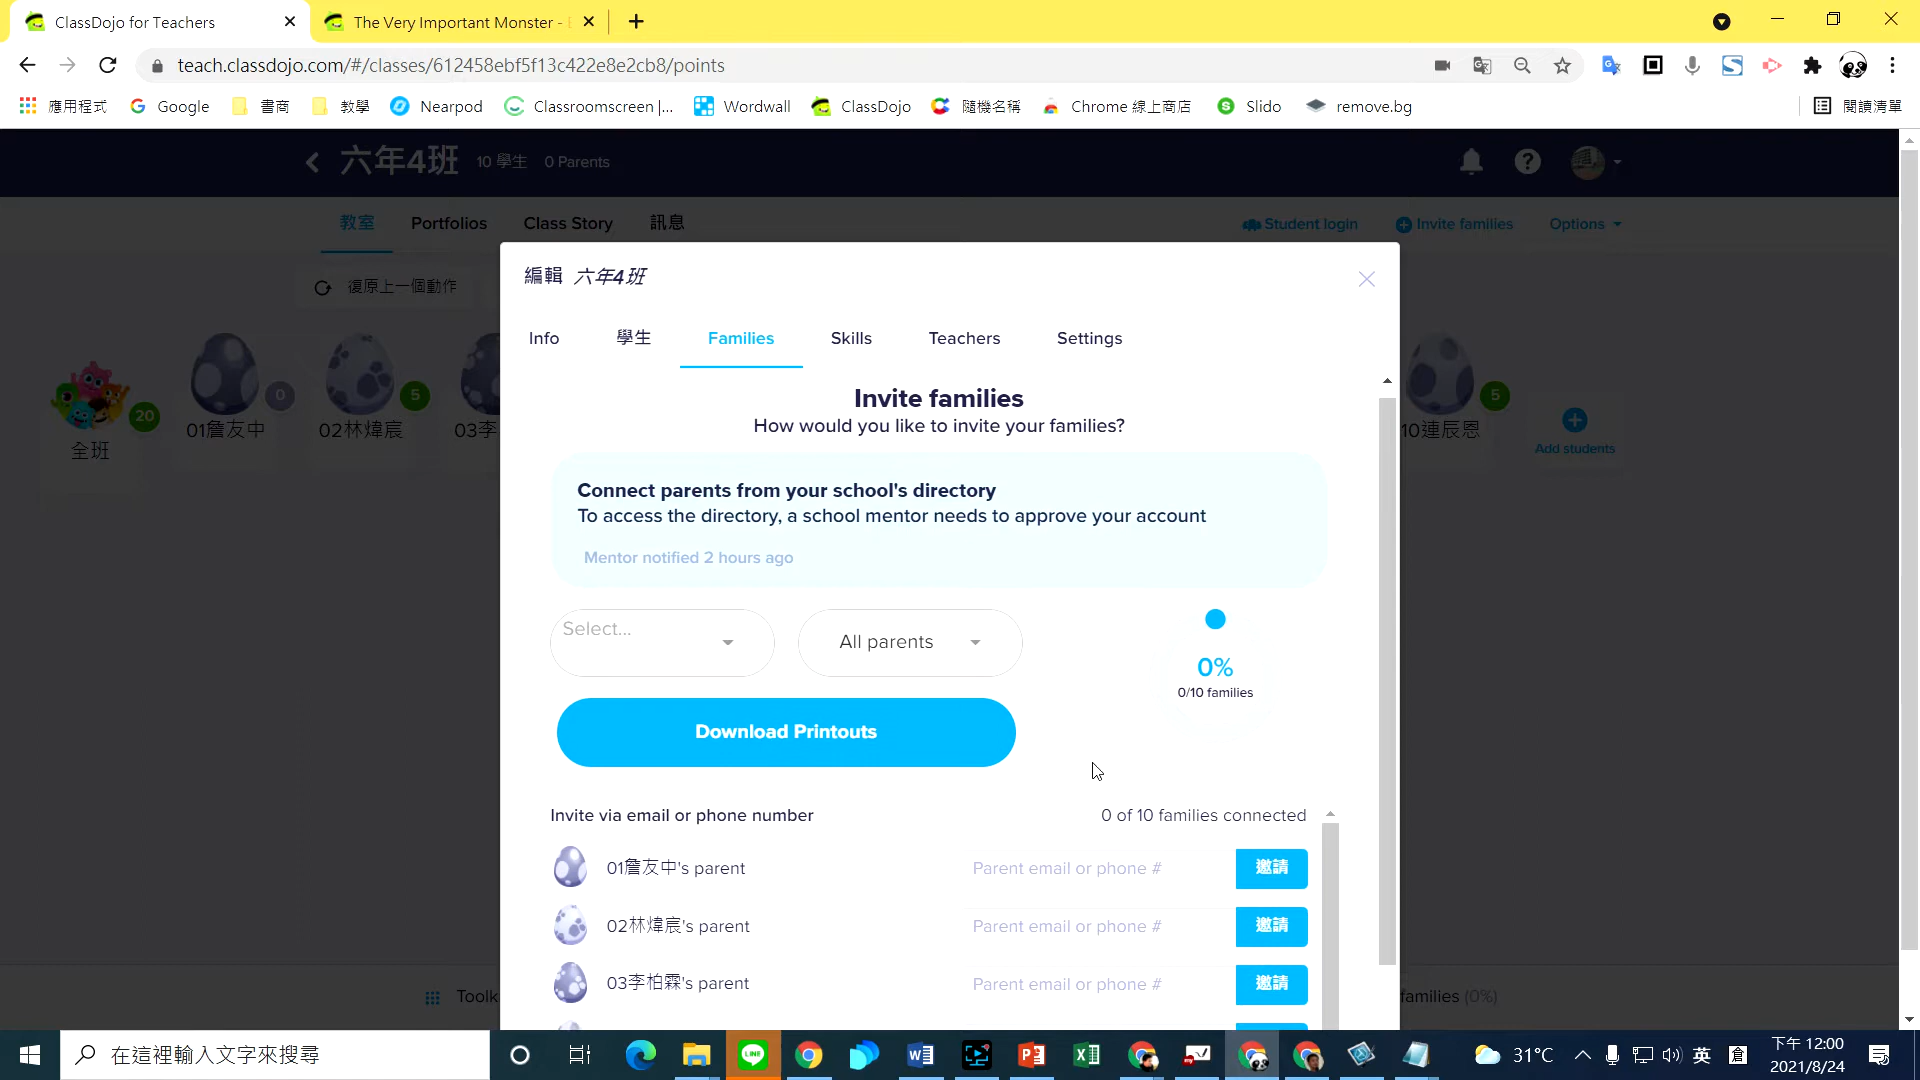 ClassDojo for Teachers
The Very Important Monster -
teach.classdojo.com/#/classes/612458ebf5f13c422e8e2cb8/points
應用程式 Google 書商 教學 Nearpod Classroomscreen |... Wordwall ClassDojo 隨機名稱 Chrome 線上商店 Slido remove.bg 閱讀清單
六年4班 10 學生 0 Parents
教室 Portfolios Class Story 訊息 Student login Invite families Options
復原上一個動作
編輯 六年4班
Info 學生 Families Skills Teachers Settings
20 全班
0 01詹友中
5 02林煒宸
03李
5 10連辰恩
Add students
Invite families
How would you like to invite your families?
Connect parents from your school's directory
To access the directory, a school mentor needs to approve your account
Mentor notified 2 hours ago
Select... All parents
0%
0/10 families
Download Printouts
Invite via email or phone number 0 of 10 families connected
01詹友中's parent Parent email or phone # 邀請
02林煒宸's parent Parent email or phone # 邀請
03李柏霖's parent Parent email or phone # 邀請
Toolk families (0%)
在這裡輸入文字來搜尋
LINE
31°C 英 倉
下午 12:00
2021/8/24